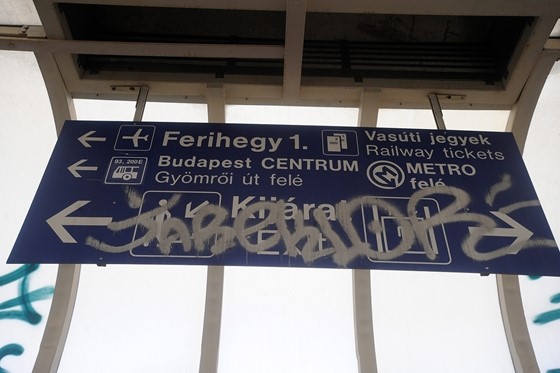 Ferihegy 1.
Vasúti jegyek
Railway tickets
93, 200E
Budapest CENTRUM
Gyömrői út felé
METRO
felé
Kijárat